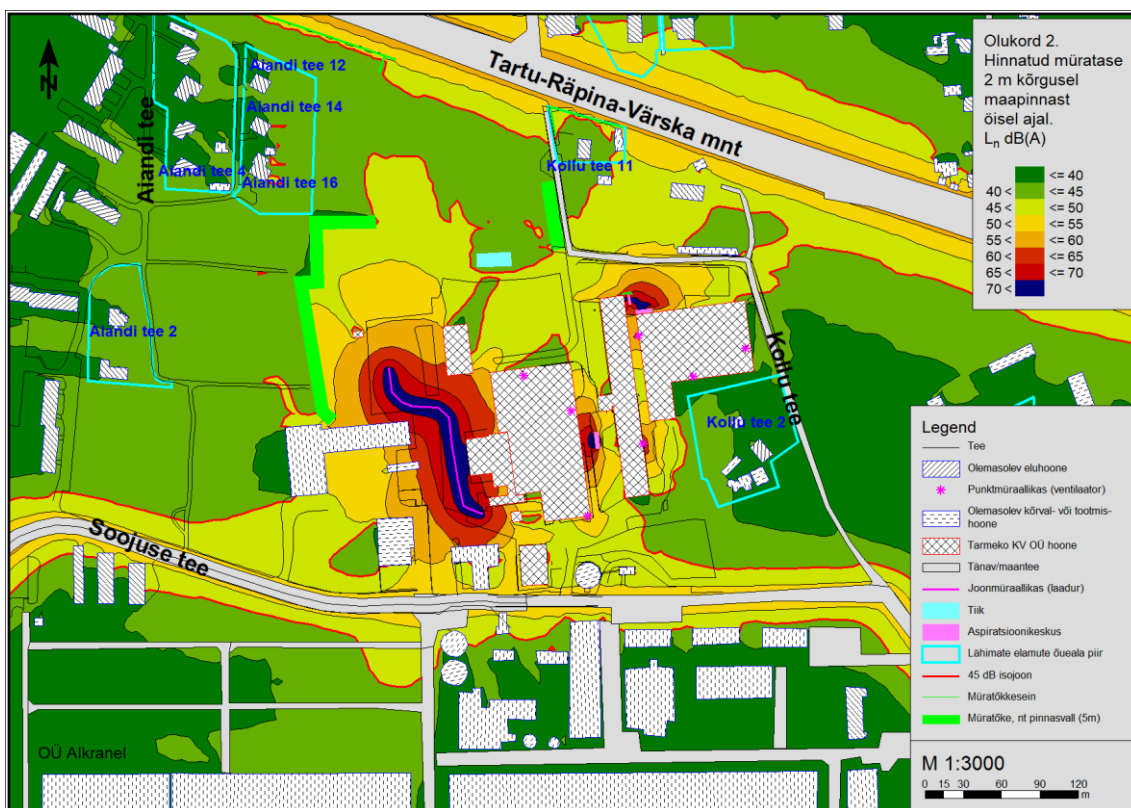 Olukord 2.
Hinnatud müratase
2 m kõrgusel
maapinnast
öisel ajal.
L_n dB(A)
<= 40
40 < <= 45
45 < <= 50
50 < <= 55
55 < <= 60
60 < <= 65
65 < <= 70
70 <
N
Tartu-Räpina-Värska mnt
Aiandi tee
Aiandi tee 12
Aiandi tee 14
Aiandi tee 4
Aiandi tee 16
Kollu tee 11
Aiandi tee 2
Kollu tee
Kollu tee 2
Soojuse tee
OÜ Alkranel
Legend
Tee
Olemasolev eluhoone
Punktmüraallikas (ventilaator)
Olemasolev kõrval- või tootmis-
hoone
Tarmeko KV OÜ hoone
Tänav/maantee
Joonmüraallikas (laadur)
Tiik
Aspiratsioonikeskus
Lähimate elamute õueala piir
45 dB isojoon
Müratõkkesein
Müratõke, nt pinnasvall (5m)
M 1:3000
0 15 30 60 90 120
m